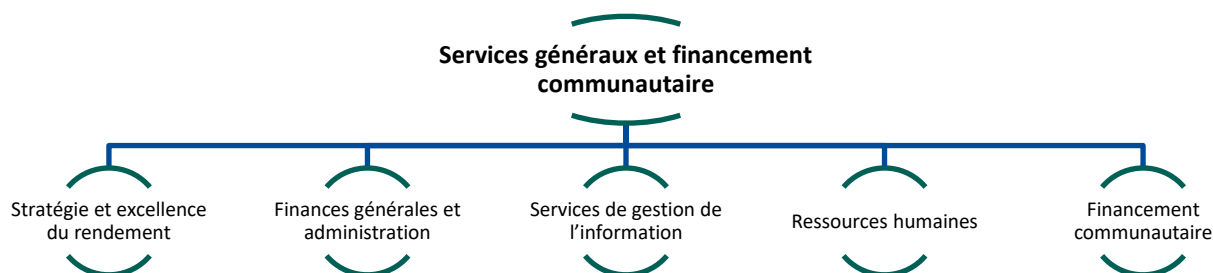 Services généraux et financement
communautaire
Stratégie et excellence
du rendement
Finances générales et
administration
Services de gestion de
l’information
Ressources humaines
Financement
communautaire